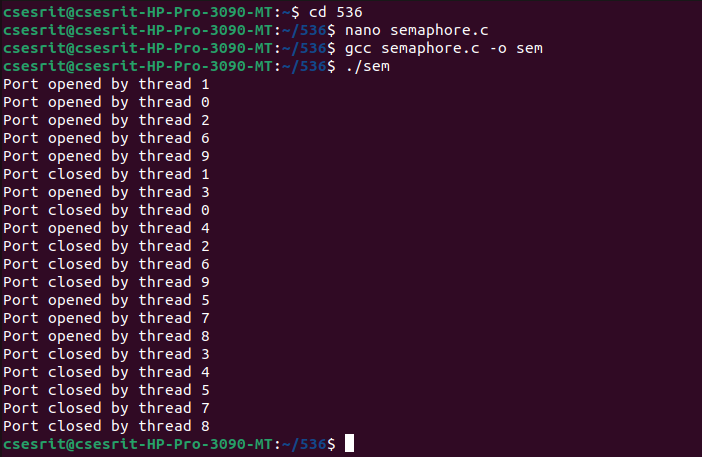 csesrit@csesrit-HP-Pro-3090-MT:~$ cd 536
csesrit@csesrit-HP-Pro-3090-MT:~/536$ nano semaphore.c
csesrit@csesrit-HP-Pro-3090-MT:~/536$ gcc semaphore.c -o sem
csesrit@csesrit-HP-Pro-3090-MT:~/536$ ./sem
Port opened by thread 1
Port opened by thread 0
Port opened by thread 2
Port opened by thread 6
Port opened by thread 9
Port closed by thread 1
Port opened by thread 3
Port closed by thread 0
Port opened by thread 4
Port closed by thread 2
Port closed by thread 6
Port closed by thread 9
Port opened by thread 5
Port opened by thread 7
Port opened by thread 8
Port closed by thread 3
Port closed by thread 4
Port closed by thread 5
Port closed by thread 7
Port closed by thread 8
csesrit@csesrit-HP-Pro-3090-MT:~/536$